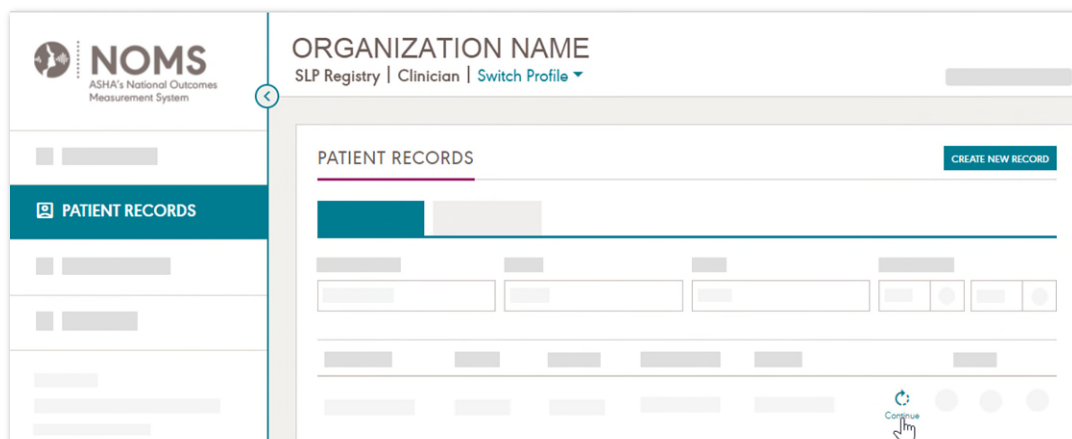 NOMS
ASHA's National Outcomes
Measurement System
ORGANIZATION NAME
SLP Registry | Clinician | Switch Profile
PATIENT RECORDS
PATIENT RECORDS
CREATE NEW RECORD
Continue